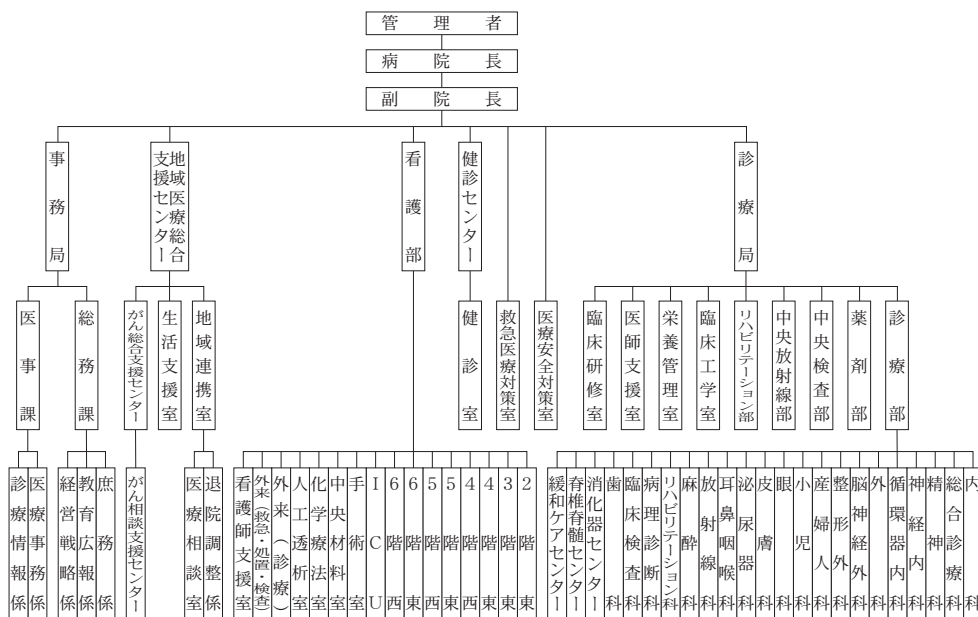 管理者
病院長
副院長
診療局
健診センター
看護部
地域医療総合
支援センター
事務局
診療部
薬剤部
中央検査部
中央放射線部
リハビリテーション部
臨床工学室
栄養管理室
医師支援室
臨床研修室
医療安全対策室
救急医療対策室
健診室
地域連携室
生活支援室
がん総合支援センター
総務課
医事課
内科
総合診療科
精神科
神経内科
循環器内科
外科
脳神経外科
整形外科
産婦人科
小児科
眼科
皮膚科
泌尿器科
耳鼻咽喉科
放射線科
麻酔科
リハビリテーション科
病理診断科
臨床検査科
歯科
消化器センター
脊椎脊髄センター
緩和ケアセンター
2階東
3階東
4階東
4階西
5階東
5階西
6階東
6階西
ICU
手術室
中央材料室
化学療法室
人工透析室
外来（診療）
外来（救急・処置・検査）
看護師支援室
退院調整係
医療相談室
がん相談支援センター
庶務係
教育広報係
経営戦略係
医療事務係
診療情報係